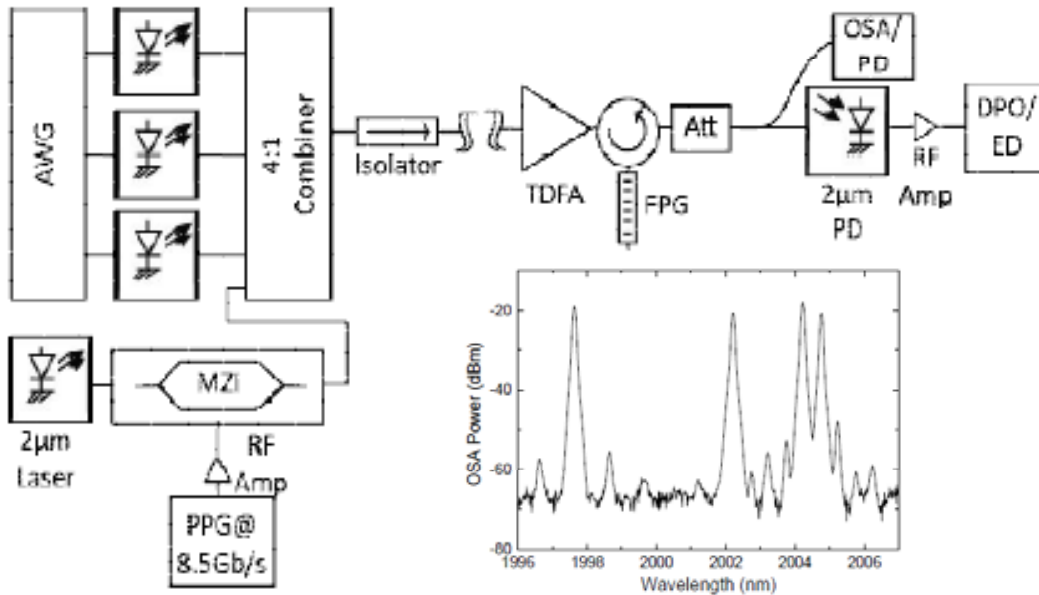 AWG
4:1
Combiner
Isolator
TDFA
FPG
Att
OSA/
PD
2µm
PD
RF
Amp
DPO/
ED
2µm
Laser
MZI
RF
Amp
PPG@
8.5Gb/s
OSA Power (dBm)
-20
-40
-60
-80
1996
1998
2000
2002
2004
2006
Wavelength (nm)